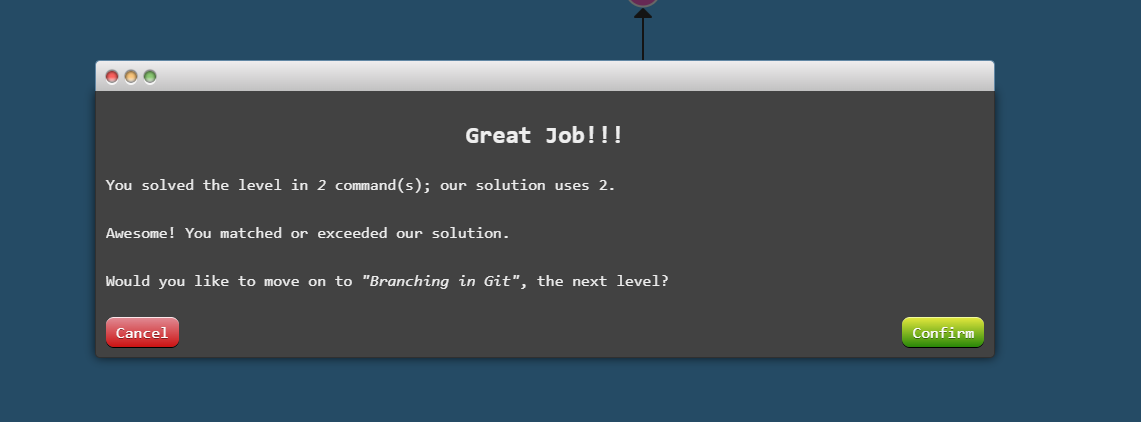 Great Job!!!
You solved the level in 2 command(s); our solution uses 2.
Awesome! You matched or exceeded our solution.
Would you like to move on to "Branching in Git", the next level?
Cancel
Confirm